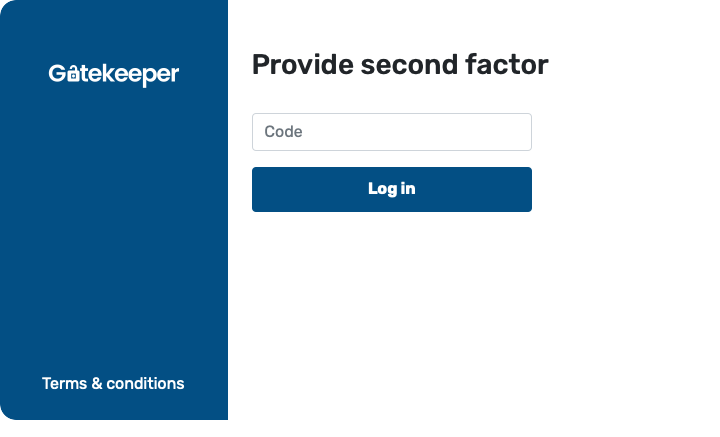 Gatekeeper
Provide second factor
Code
Log in
Terms & conditions